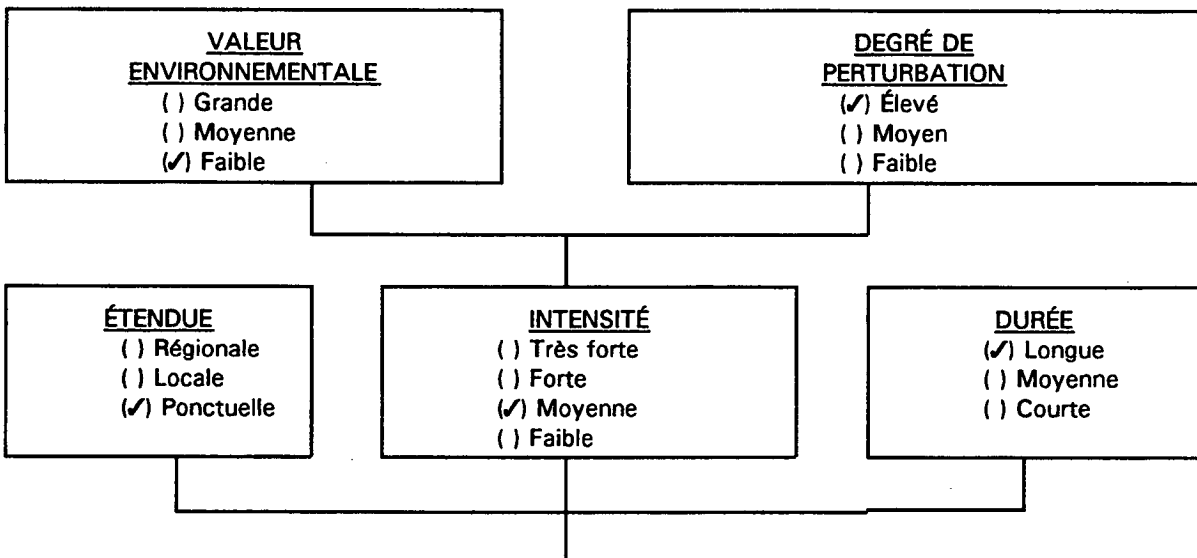 VALEUR
ENVIRONNEMENTALE
( ) Grande
( ) Moyenne
(✓) Faible
DEGRÉ DE
PERTURBATION
(✓) Élevé
( ) Moyen
( ) Faible
ÉTENDUE
( ) Régionale
( ) Locale
(✓) Ponctuelle
INTENSITÉ
( ) Très forte
( ) Forte
(✓) Moyenne
( ) Faible
DURÉE
(✓) Longue
( ) Moyenne
( ) Courte